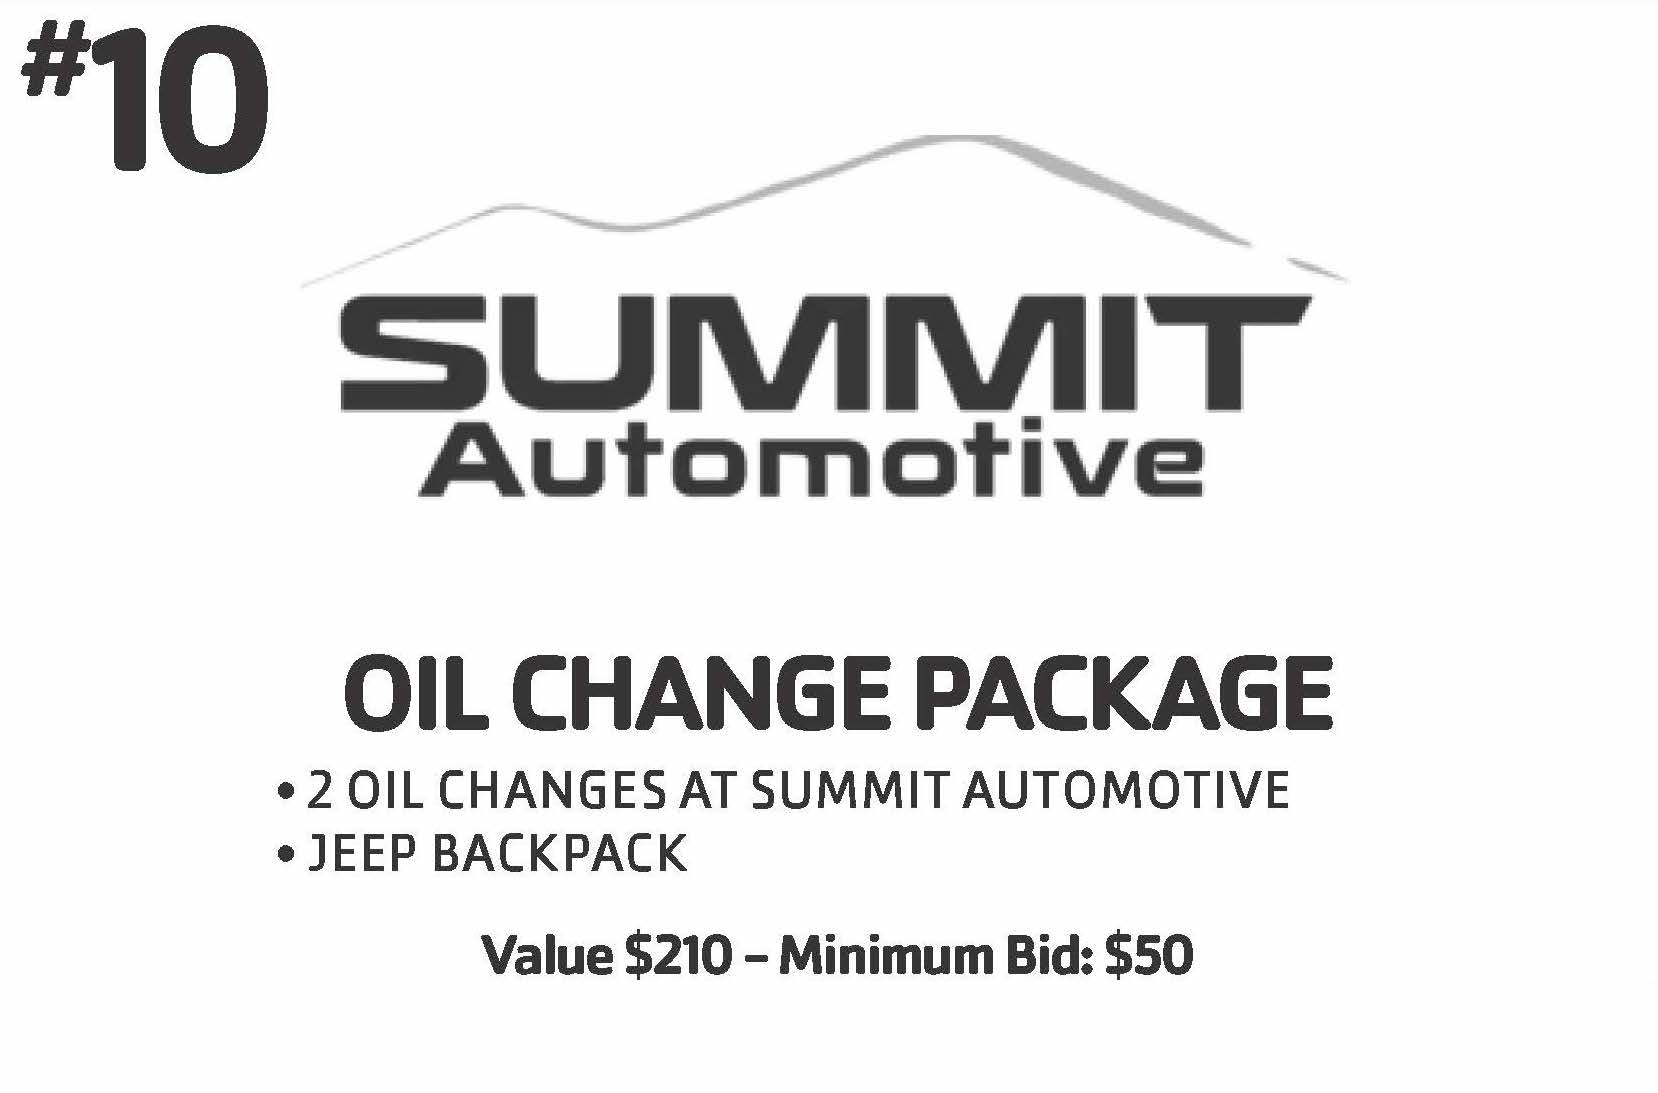 #10
SUMMIT
Automotive
OIL CHANGE PACKAGE
• 2 OIL CHANGES AT SUMMIT AUTOMOTIVE
• JEEP BACKPACK
Value $210 – Minimum Bid: $50